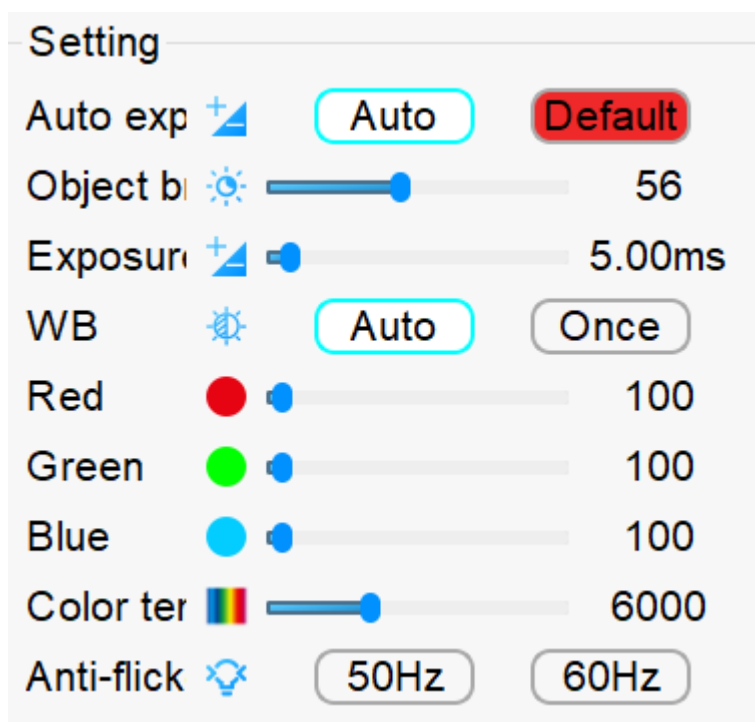 Setting
Auto exp Auto Default
Object b 56
Exposur 5.00ms
WB Auto Once
Red 100
Green 100
Blue 100
Color ter 6000
Anti-flick 50Hz 60Hz